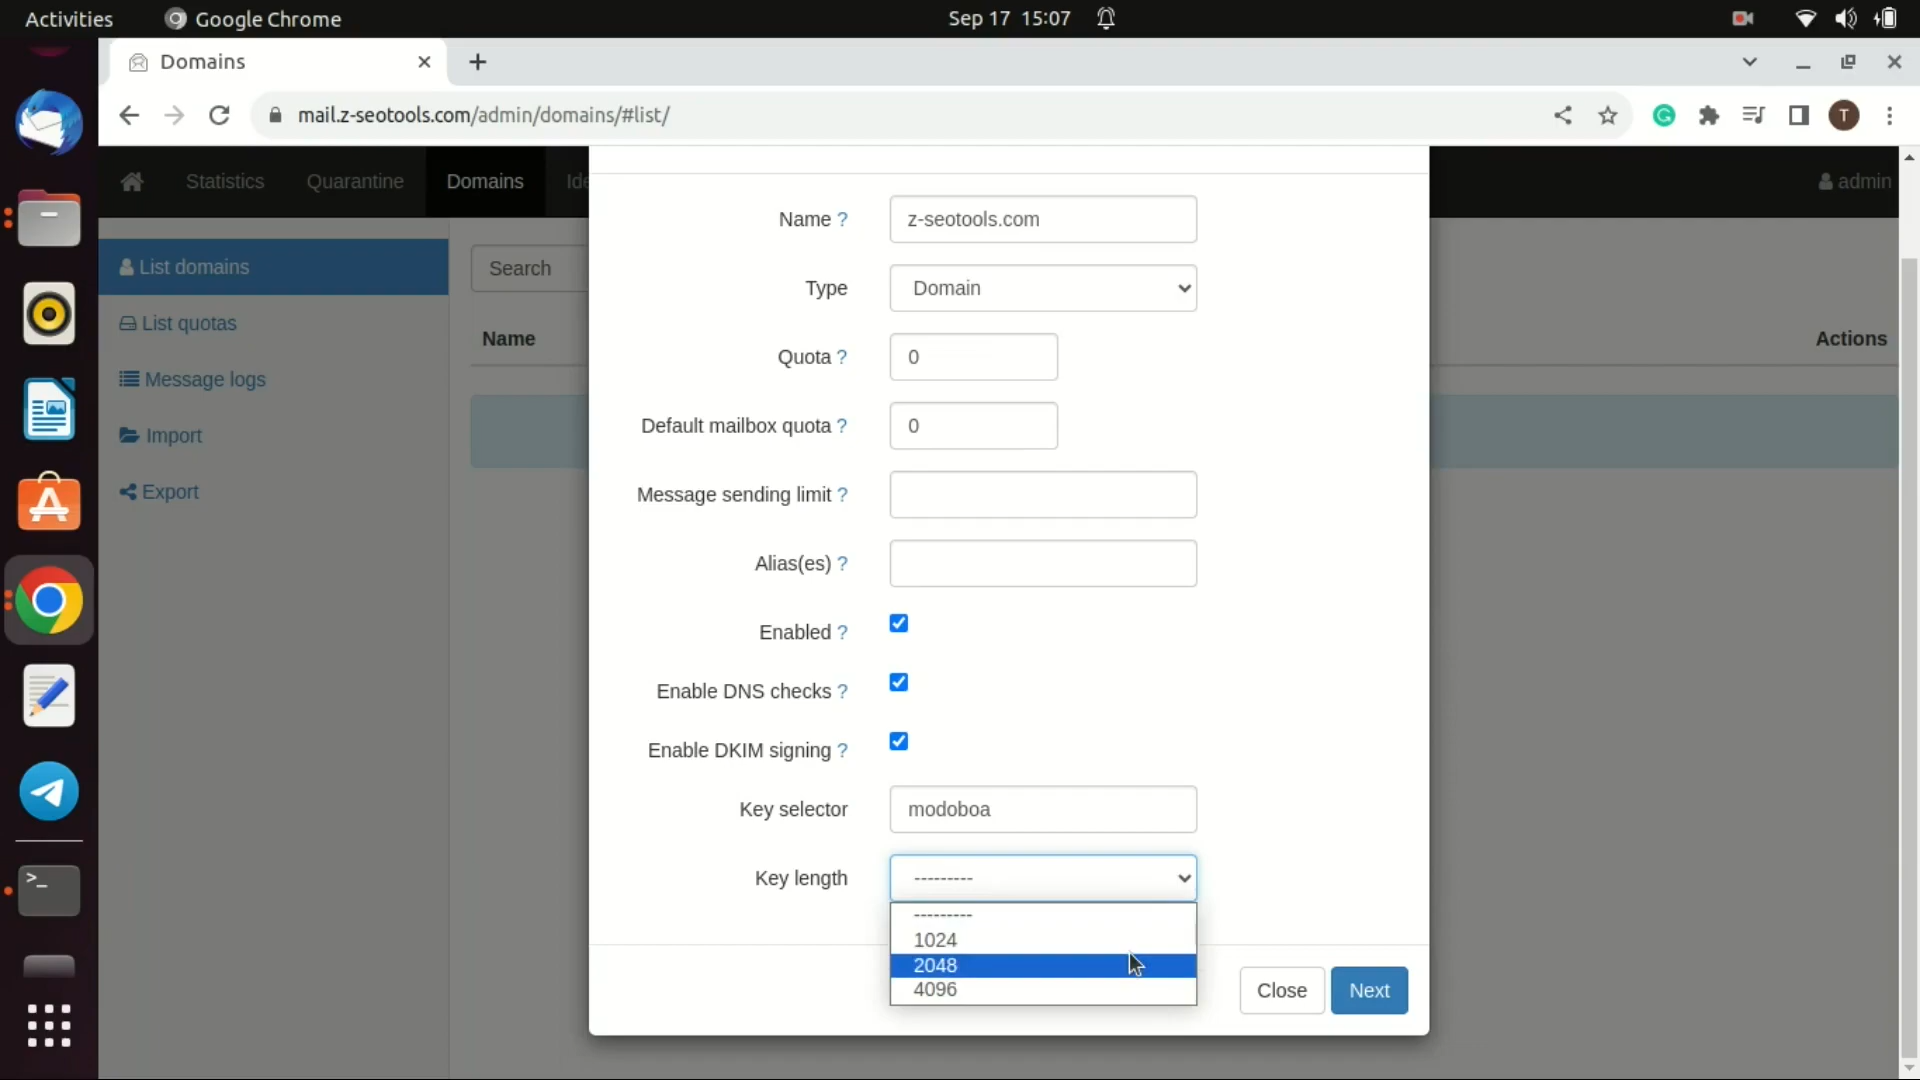 Activities
Google Chrome
Sep 17 15:07
Domains
mail.z-seotools.com/admin/domains/#list/
T
Statistics
Quarantine
Domains
Ide
admin
List domains
List quotas
Message logs
Import
Export
Search
Name
Actions
Name ?
z-seotools.com
Type
Domain
Quota ?
0
Default mailbox quota ?
0
Message sending limit ?
Alias(es) ?
Enabled ?
Enable DNS checks ?
Enable DKIM signing ?
Key selector
modoboa
Key length
---------
---------
1024
2048
4096
Close
Next